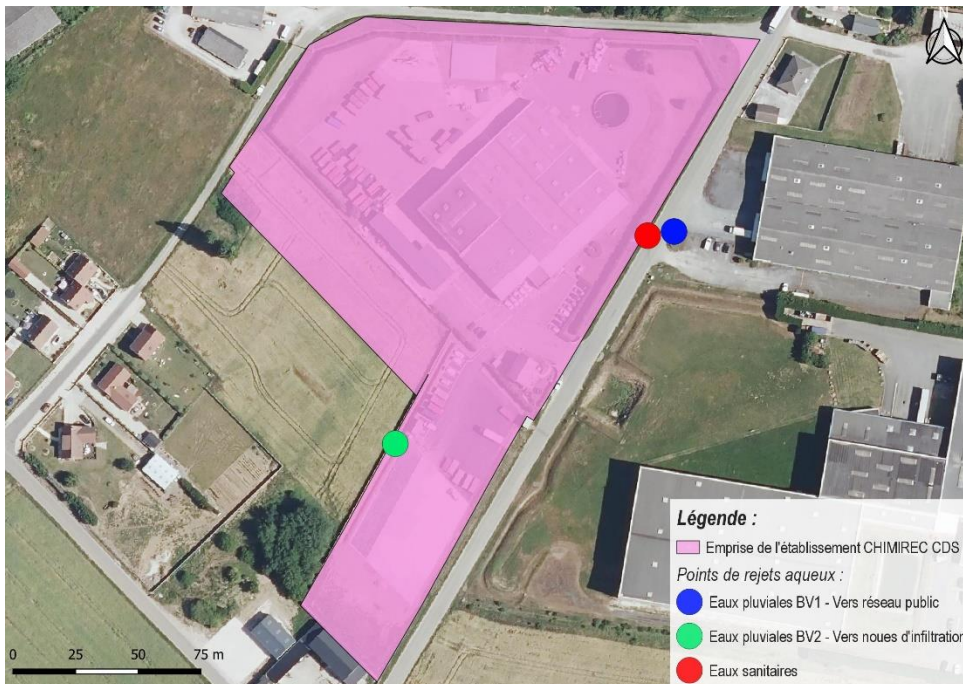 Légende :
Emprise de l'établissement CHIMIREC CDS
Points de rejets aqueux :
Eaux pluviales BV1 - Vers réseau public
Eaux pluviales BV2 - Vers noues d'infiltration
Eaux sanitaires
0 25 50 75 m